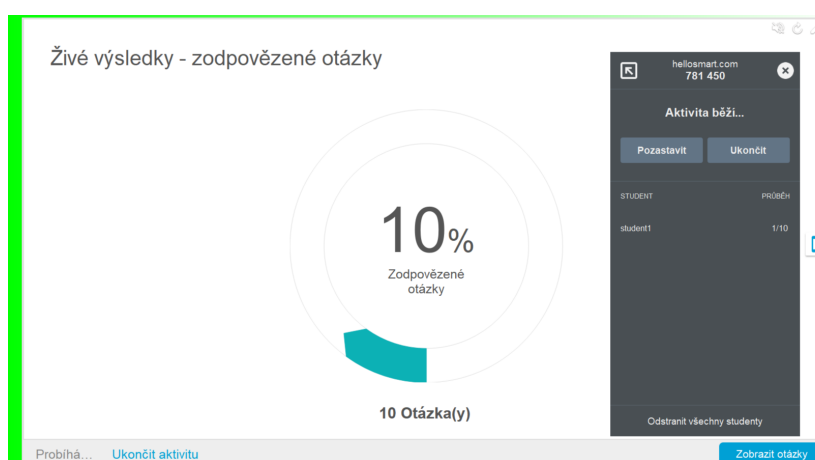 Živé výsledky - zodpovězené otázky
hellosmart.com
781 450
Aktivita běži...
Pozastavit
Ukončit
STUDENT
PRŮBĚH
student1
1/10
10%
Zodpovězené
otázky
10 Otázka(y)
Odstranit všechny studenty
Probíhá...
Ukončit aktivitu
Zobrazit otázky